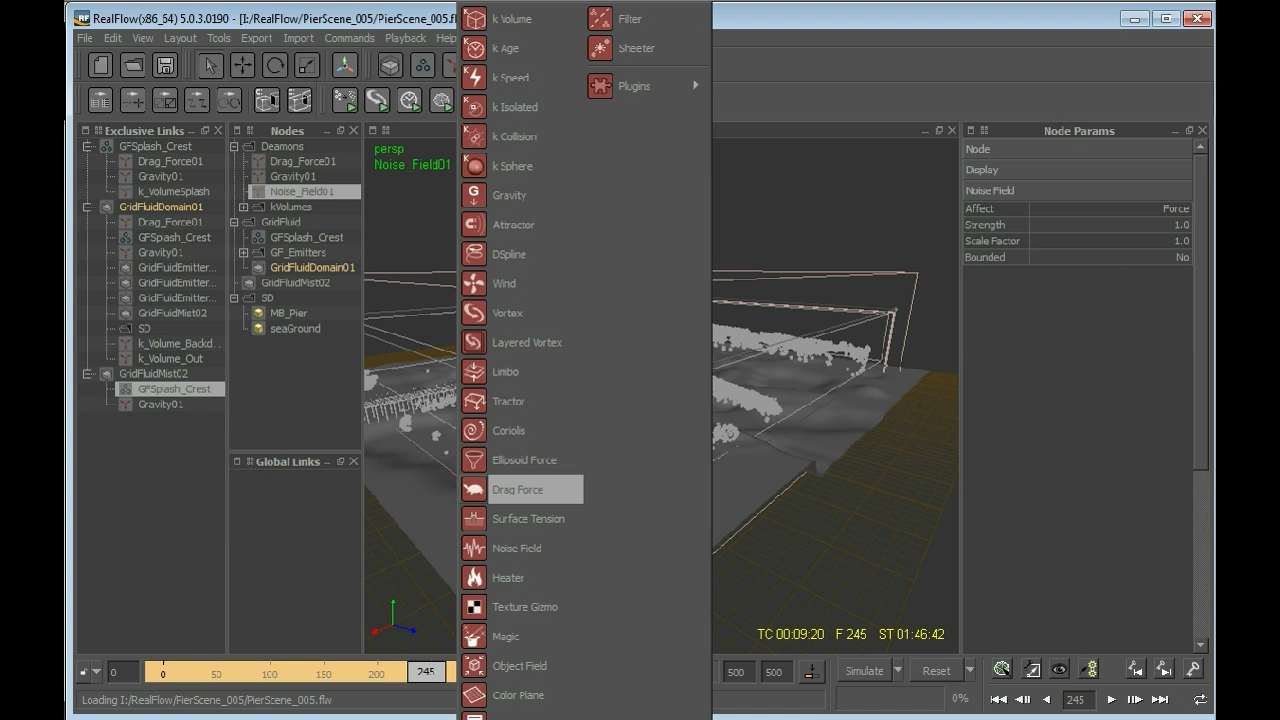 RealFlow(x86_64) 5.0.3.0190 - [I:/RealFlow/PierScene_005/PierScene_005.fl
File Edit View Layout Tools Export Import Commands Playback Help
Exclusive Links
GFSplash_Crest
Drag_Force01
Gravity01
k_VolumeSplash
GridFluidDomain01
Drag_Force01
GFSpash_Crest
Gravity01
GridFluidEmitter...
GridFluidEmitter...
GridFluidEmitter...
GridFluidMist02
SD
k_Volume_Backd...
k_Volume_Out
GridFluidMist02
GFSpash_Crest
Gravity01
Nodes
Deamons
Drag_Force01
Gravity01
Noise_Field01
kVolumes
GridFluid
GFSplash_Crest
GF_Emitters
GridFluidDomain01
GridFluidMist02
SD
MB_Pier
seaGround
Global Links
persp
Noise_Field01
k Volume
k Age
k Speed
k Isolated
k Collision
k Sphere
Gravity
Attractor
DSpline
Wind
Vortex
Layered Vortex
Limbo
Tractor
Coriolis
Ellipsoid Force
Drag Force
Surface Tension
Noise Field
Heater
Texture Gizmo
Magic
Object Field
Color Plane
Filter
Sheeter
Plugins
Node Params
Node
Display
Noise Field
Affect Force
Strength 1.0
Scale Factor 1.0
Bounded No
TC 00:09:20 F 245 ST 01:46:42
0 0 50 100 150 200 245 500 500 Simulate Reset
Loading I:/RealFlow/PierScene_005/PierScene_005.flw 0% 245